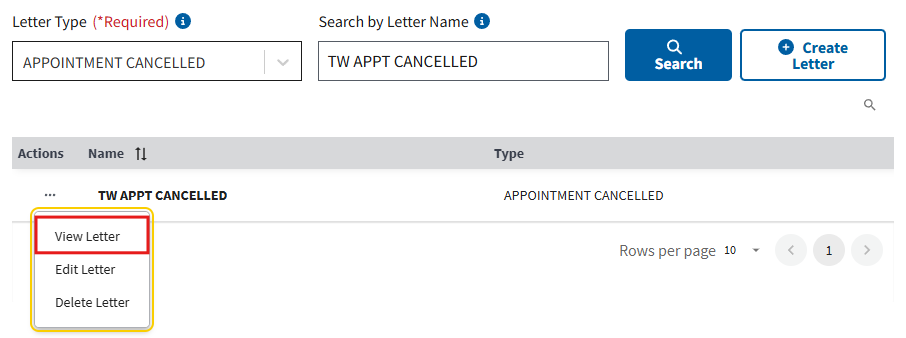 Letter Type (*Required)
Search by Letter Name
APPOINTMENT CANCELLED
TW APPT CANCELLED
Search
Create
Letter
Actions Name Type
... TW APPT CANCELLED APPOINTMENT CANCELLED
View Letter
Edit Letter
Delete Letter
Rows per page 10 1